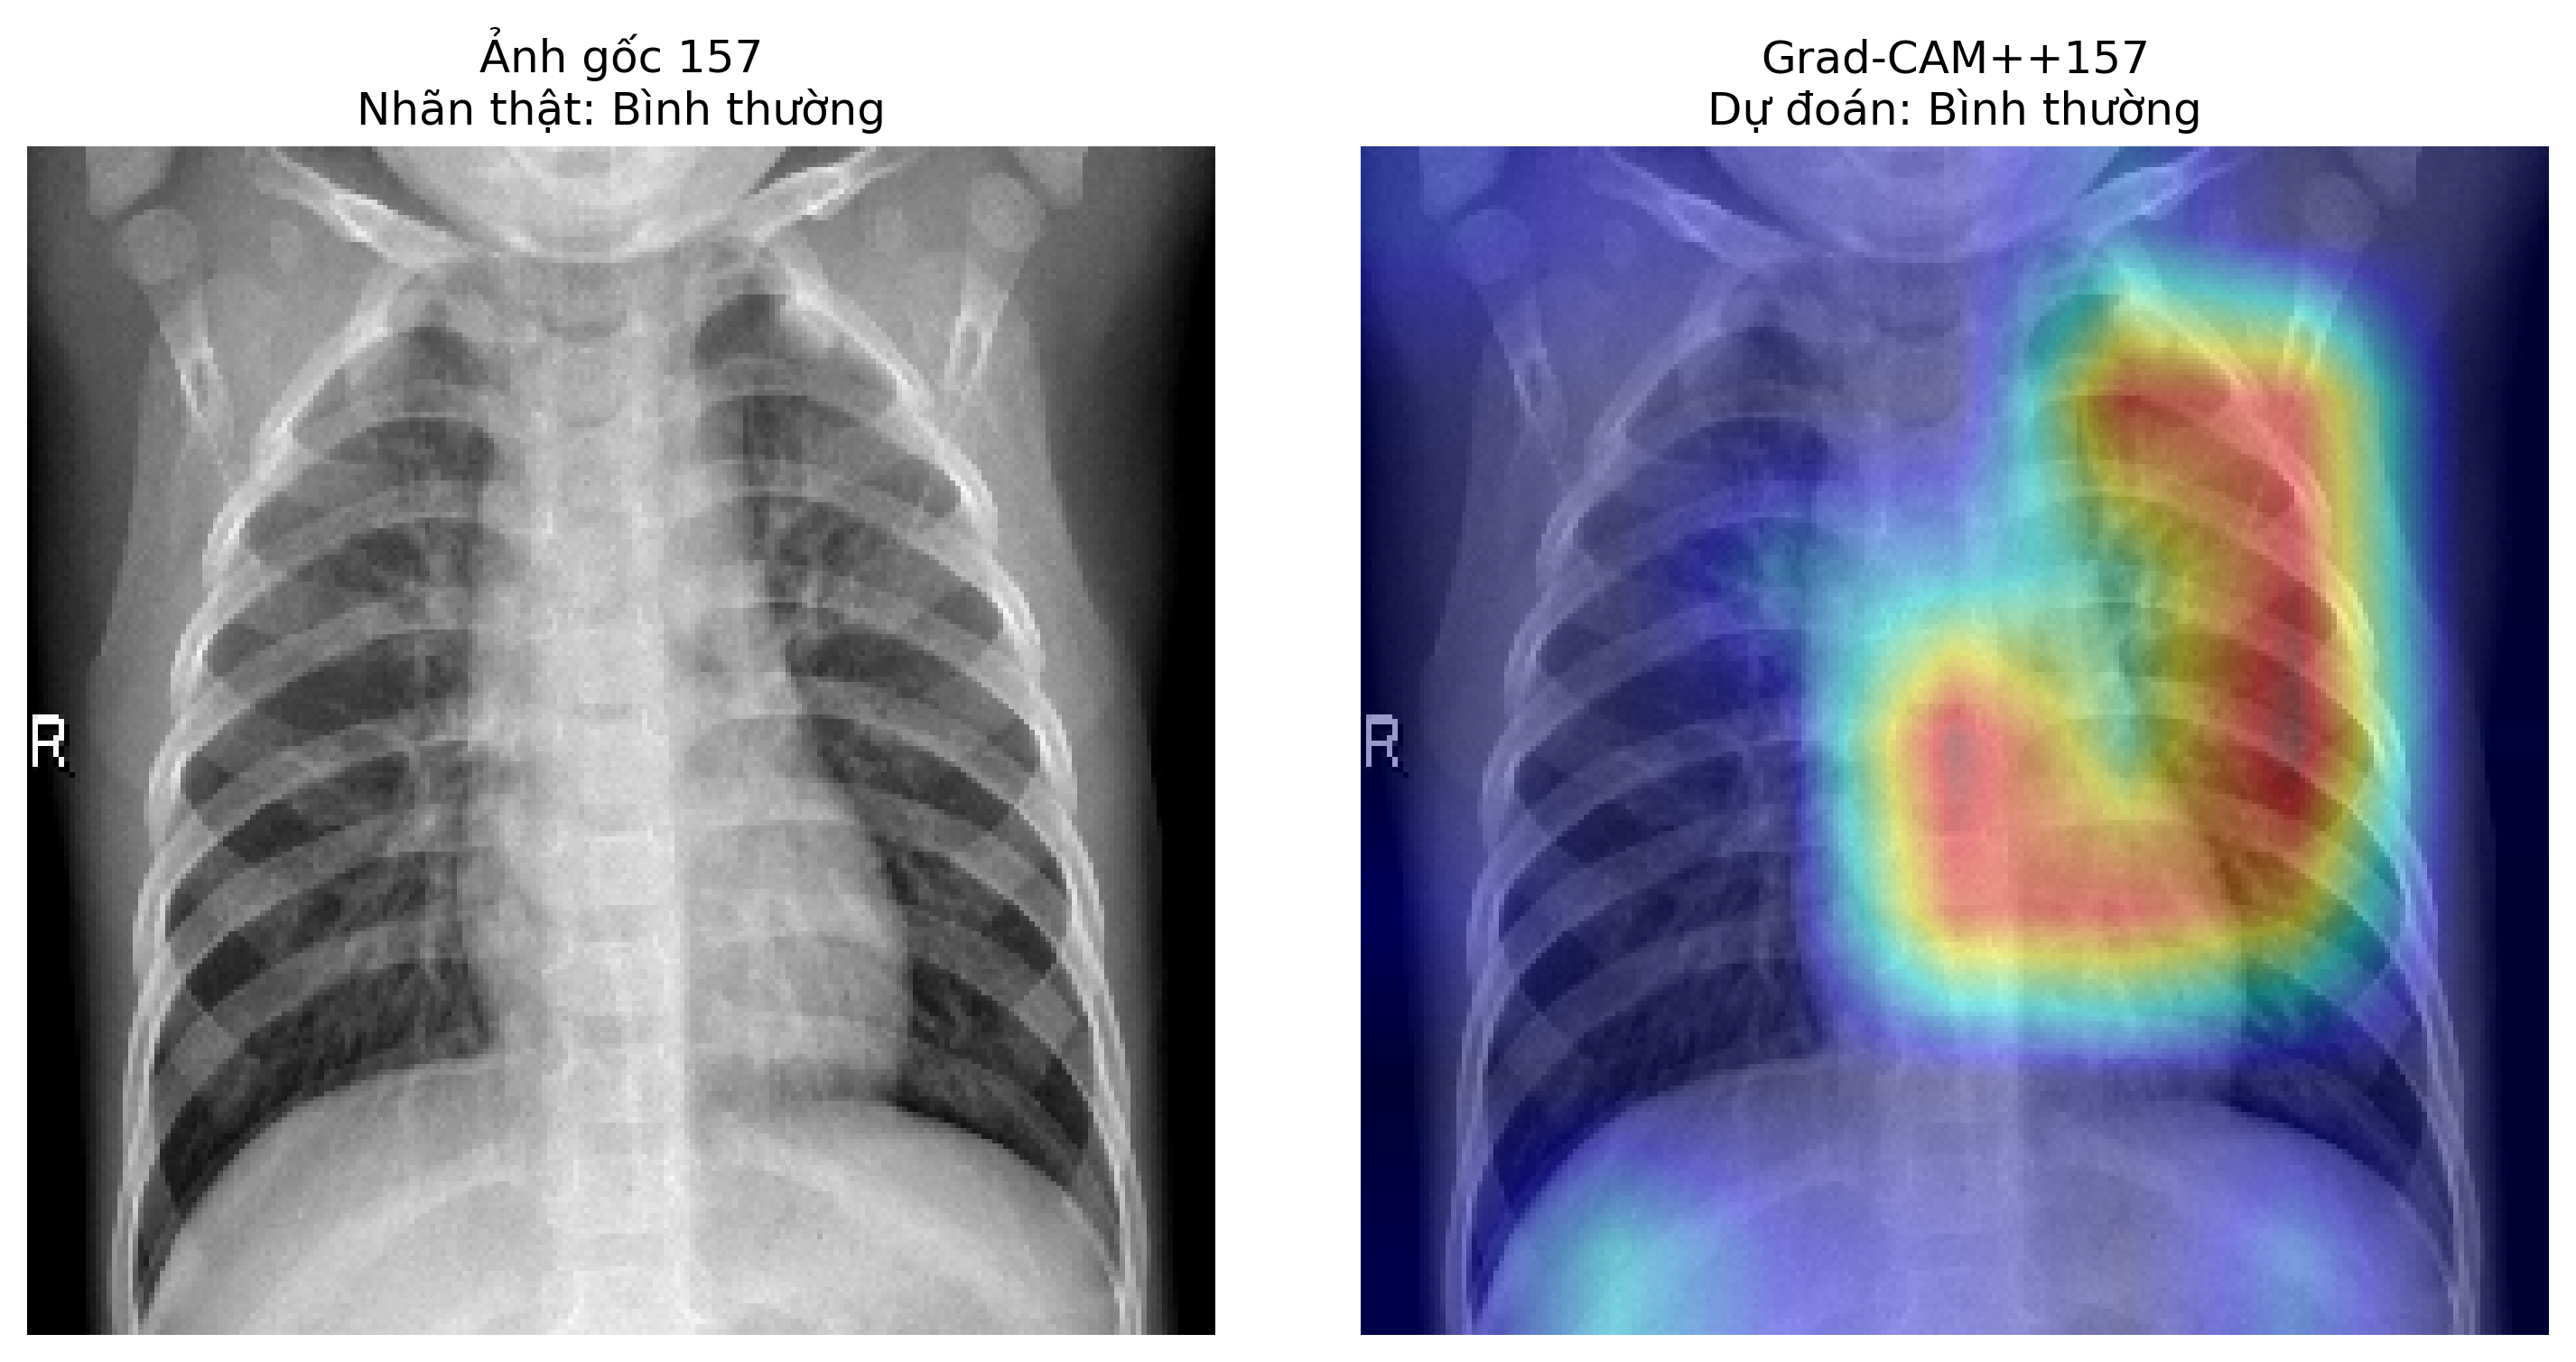 Ảnh gốc 157
Nhãn thật: Bình thường
Grad-CAM++157
Dự đoán: Bình thường
R
R